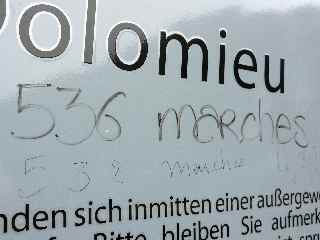 Dolomieu
536 marches
532 marches
nden sich inmitten einer außergew
Bitte bleiben Sie aufmerk